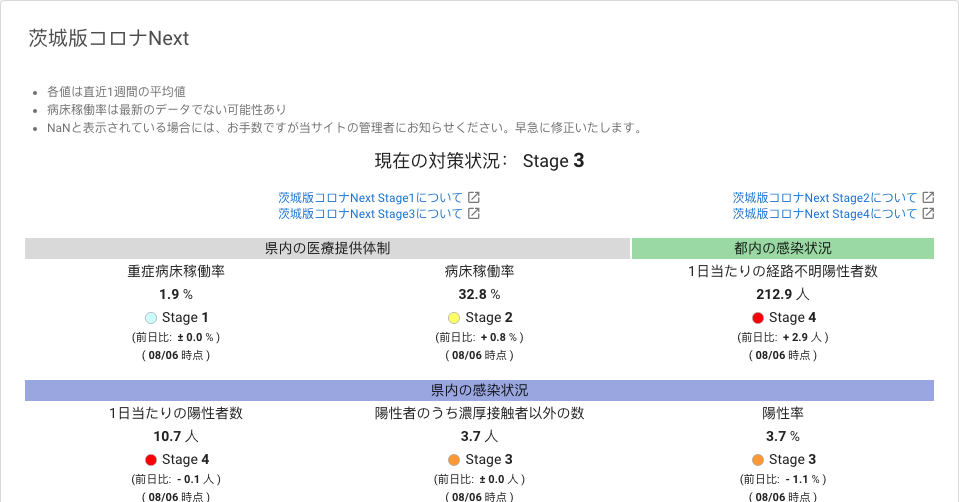 茨城版コロナNext
各値は直近1週間の平均値
病床稼働率は最新のデータでない可能性あり
NaNと表示されている場合には、お手数ですが当サイトの管理者にお知らせください。早急に修正いたします。
現在の対策状況： Stage 3
茨城版コロナNext Stage1について
茨城版コロナNext Stage2について
茨城版コロナNext Stage3について
茨城版コロナNext Stage4について
県内の医療提供体制
都内の感染状況
重症病床稼働率
病床稼働率
1日当たりの経路不明陽性者数
1.9 %
32.8 %
212.9 人
Stage 1
Stage 2
Stage 4
(前日比: ± 0.0 % )
(前日比: + 0.8 % )
(前日比: + 2.9 人 )
( 08/06 時点 )
( 08/06 時点 )
( 08/06 時点 )
県内の感染状況
1日当たりの陽性者数
陽性者のうち濃厚接触者以外の数
陽性率
10.7 人
3.7 人
3.7 %
Stage 4
Stage 3
Stage 3
(前日比: - 0.1 人 )
(前日比: ± 0.0 人 )
(前日比: - 1.1 % )
( 08/06 時点 )
( 08/06 時点 )
( 08/06 時点 )